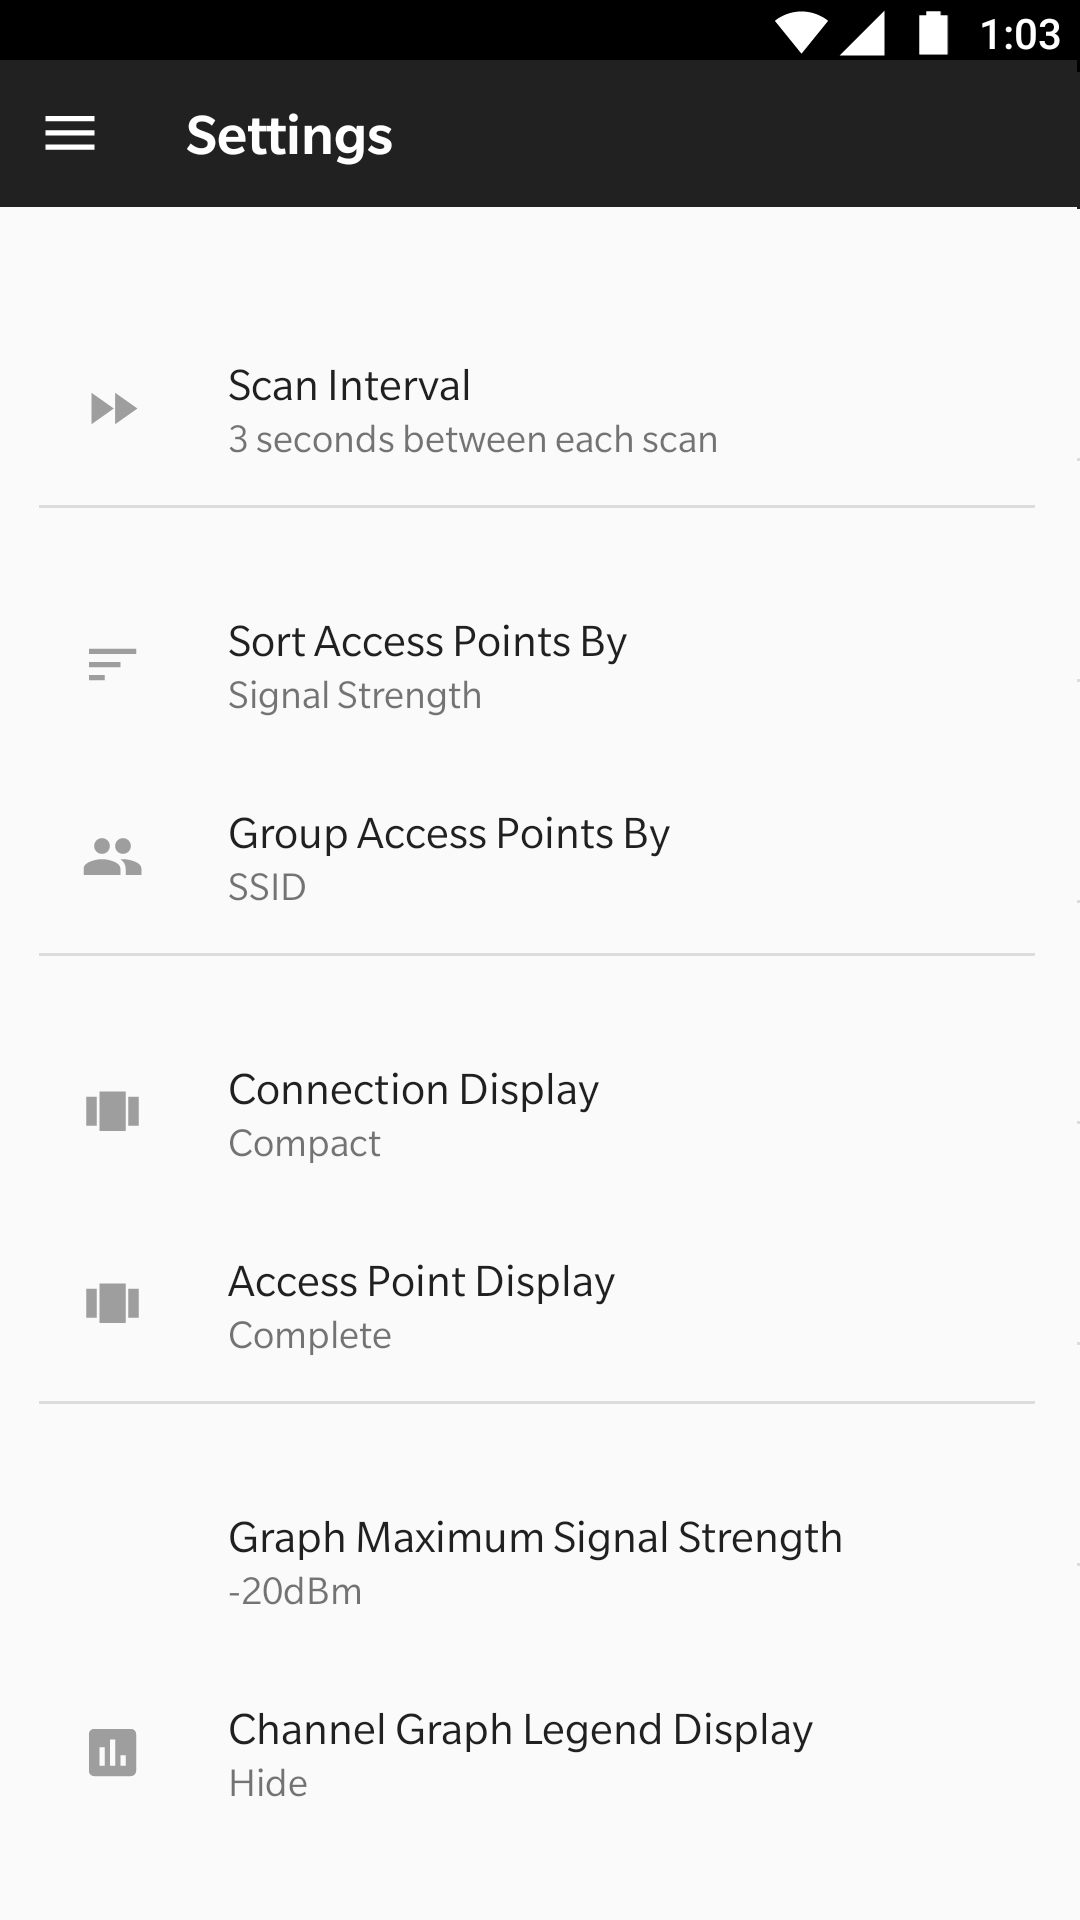 1:03
Settings
Scan Interval
3 seconds between each scan
Sort Access Points By
Signal Strength
Group Access Points By
SSID
Connection Display
Compact
Access Point Display
Complete
Graph Maximum Signal Strength
-20dBm
Channel Graph Legend Display
Hide